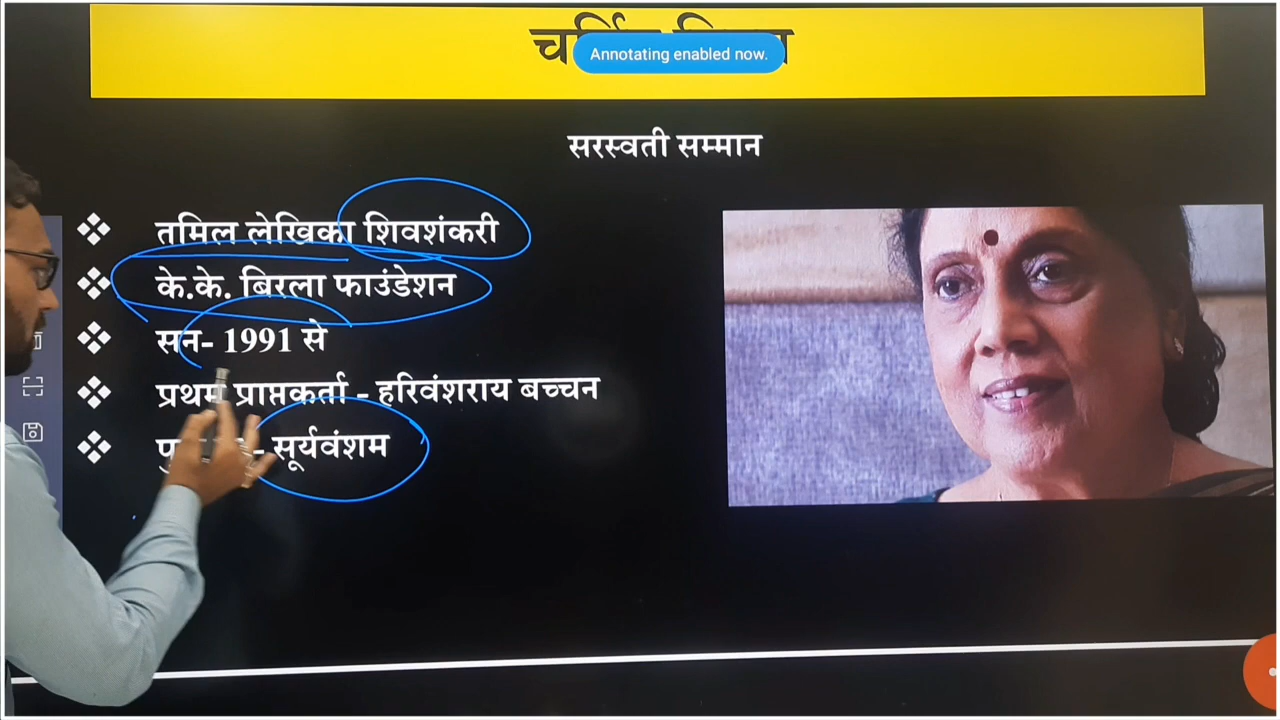 Annotating enabled now.
सरस्वती सम्मान
तमिल लेखिका शिवशंकरी
के.के. बिरला फाउंडेशन
सन- 1991 से
प्रथम प्राप्तकर्ता - हरिवंशराय बच्चन
- सूर्यवंशम